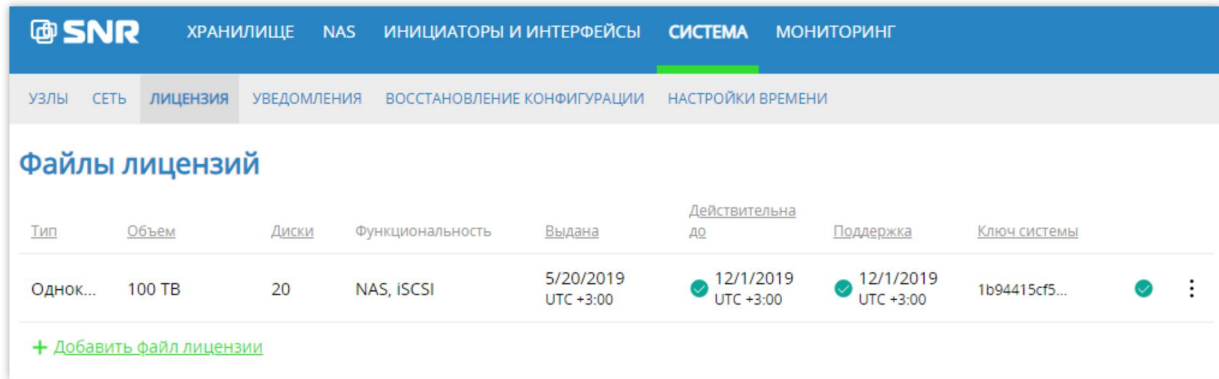 SNR ХРАНИЛИЩЕ NAS ИНИЦИАТОРЫ И ИНТЕРФЕЙСЫ СИСТЕМА МОНИТОРИНГ
УЗЛЫ СЕТЬ ЛИЦЕНЗИЯ УВЕДОМЛЕНИЯ ВОССТАНОВЛЕНИЕ КОНФИГУРАЦИИ НАСТРОЙКИ ВРЕМЕНИ
Файлы лицензий
Тип Объем Диски Функциональность Выдана Действительна до Поддержка Ключ системы
Однок... 100 TB 20 NAS, iSCSI 5/20/2019 12/1/2019 12/1/2019 1b94415cf5...
UTC +3:00 UTC +3:00 UTC +3:00
+ Добавить файл лицензии